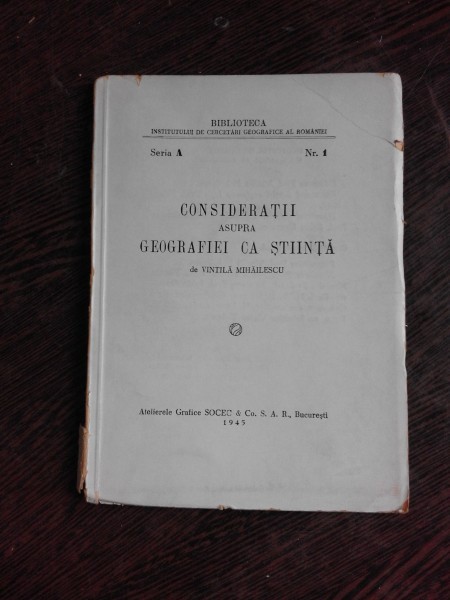 BIBLIOTECA
INSTITUTULUI DE CERCETĂRI GEOGRAFICE AL ROMÂNIEI
Seria A Nr. 1
CONSIDERAȚII
ASUPRA
GEOGRAFIEI CA ȘTIINȚĂ
de VINTILĂ MIHĂILESCU
Atelierele Grafice SOCEC & Co. S. A. R., București
1945